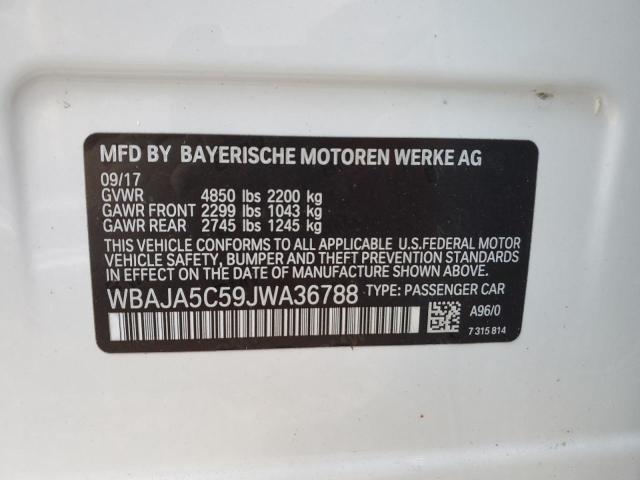 MFD BY BAYERISCHE MOTOREN WERKE AG
09/17
GVWR 4850 lbs 2200 kg
GAWR FRONT 2299 lbs 1043 kg
GAWR REAR 2745 lbs 1245 kg
THIS VEHICLE CONFORMS TO ALL APPLICABLE U.S.FEDERAL MOTOR
VEHICLE SAFETY, BUMPER AND THEFT PREVENTION STANDARDS
IN EFFECT ON THE DATE OF MANUFACTURE SHOWN ABOVE.
WBAJA5C59JWA36788 TYPE: PASSENGER CAR
A96/0
7 315 814